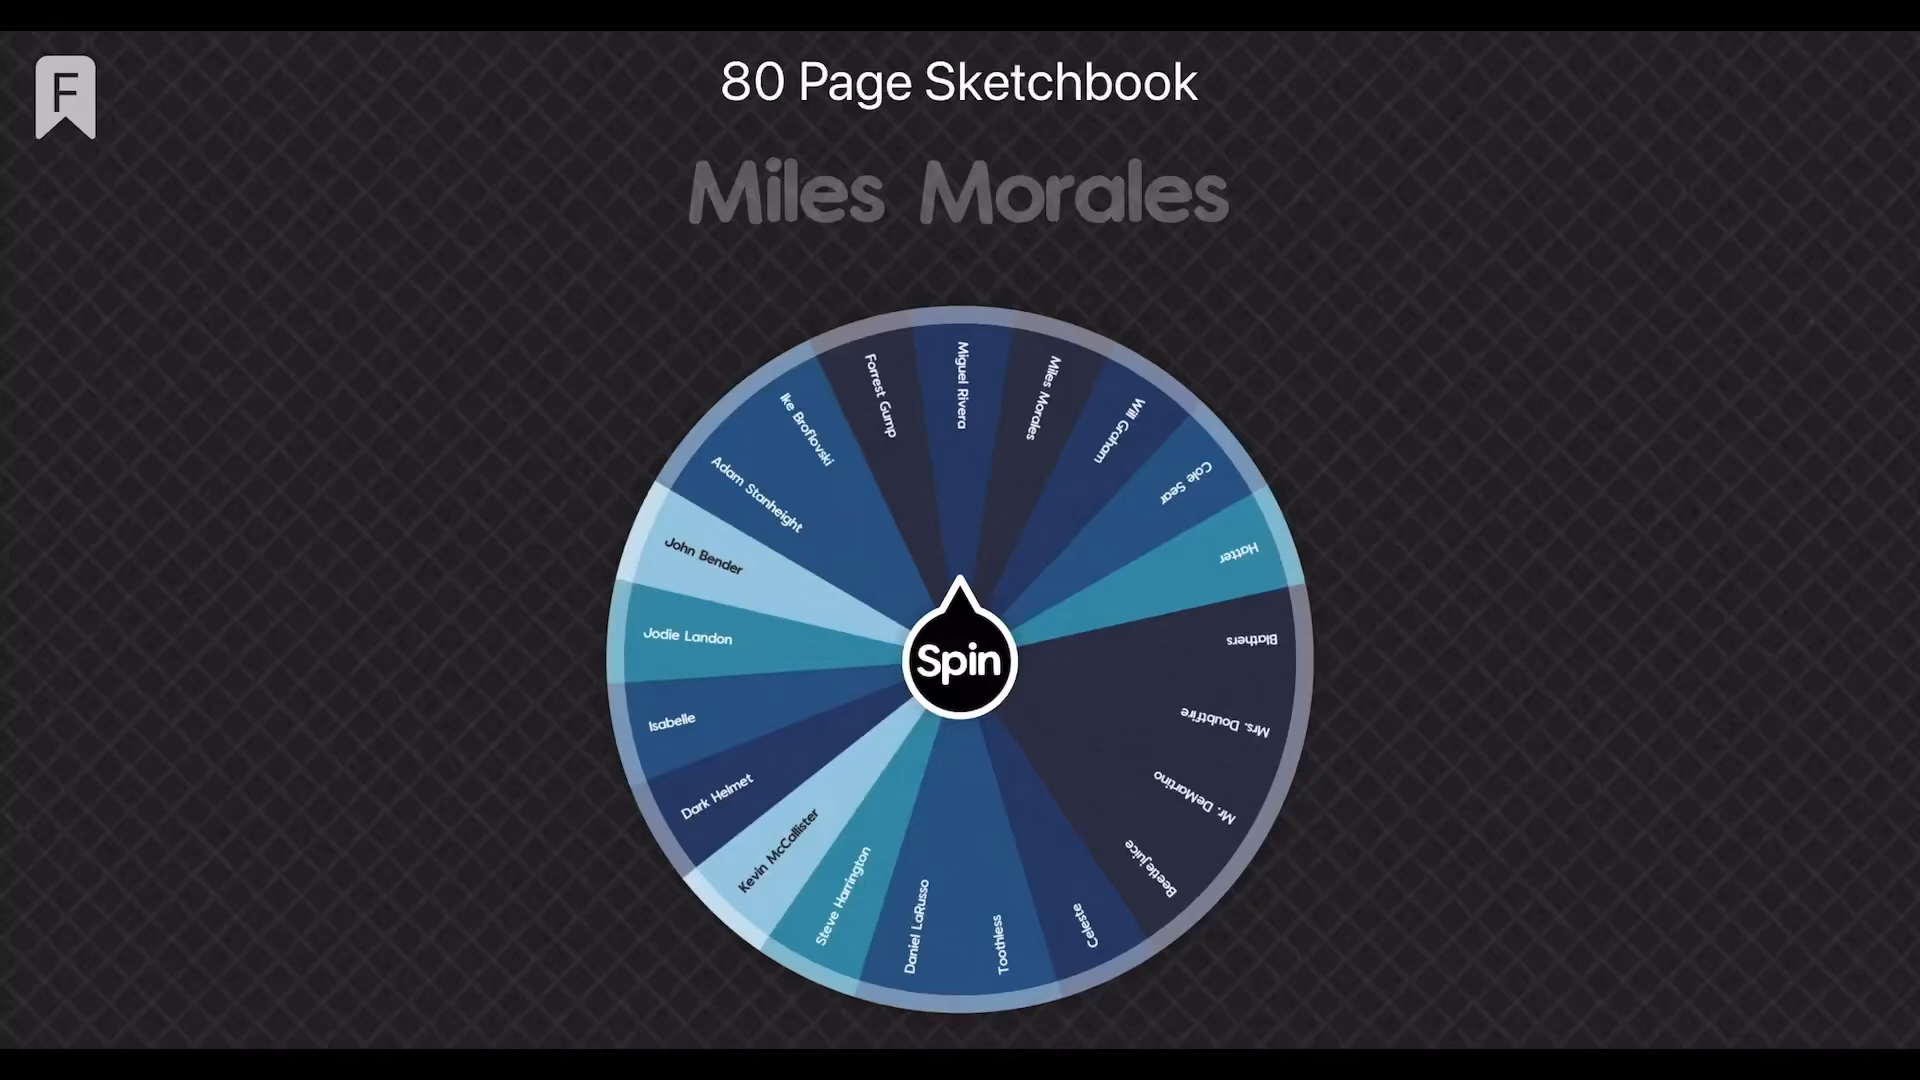 F
80 Page Sketchbook
Miles Morales
Miguel Rivera
Miles Morales
Will Graham
Cole Sear
Hatter
Blathers
Mrs. Doubtfire
Mr. DeMartino
Beetlejuice
Celeste
Toothless
Daniel LaRusso
Steve Harrington
Kevin McCallister
Dark Helmet
Isabelle
Jodie Landon
John Bender
Adam Stanheight
Ike Broflovski
Forrest Gump
Spin